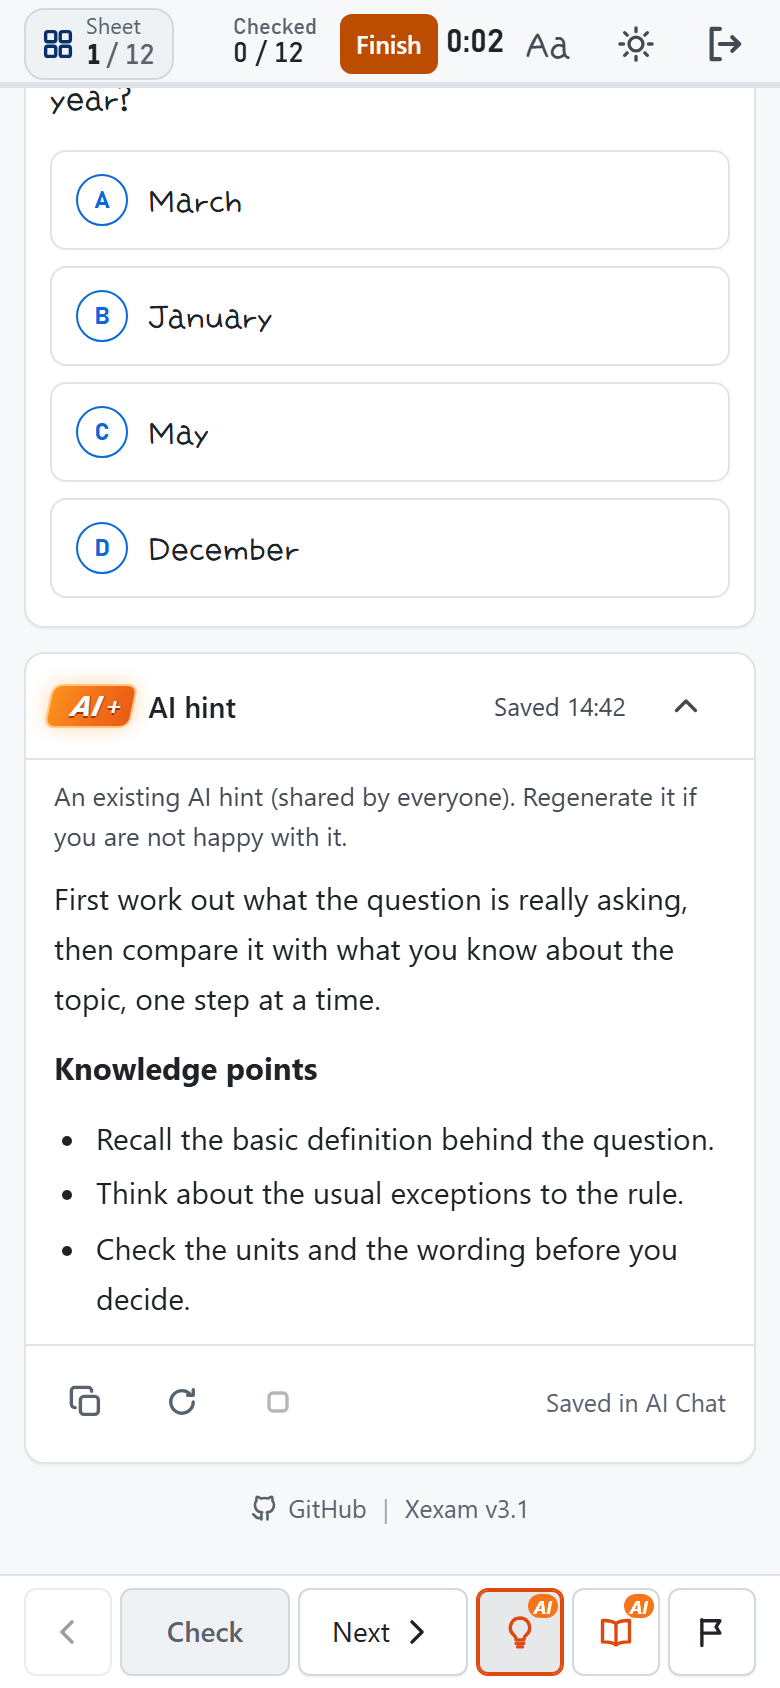 Sheet
1 / 12
Checked
0 / 12
Finish
0:02
Aa
year?
A March
B January
C May
D December
AI+ AI hint Saved 14:42
An existing AI hint (shared by everyone). Regenerate it if
you are not happy with it.
First work out what the question is really asking,
then compare it with what you know about the
topic, one step at a time.
Knowledge points
• Recall the basic definition behind the question.
• Think about the usual exceptions to the rule.
• Check the units and the wording before you
decide.
Saved in AI Chat
GitHub | Xexam v3.1
Check
Next
AI
AI